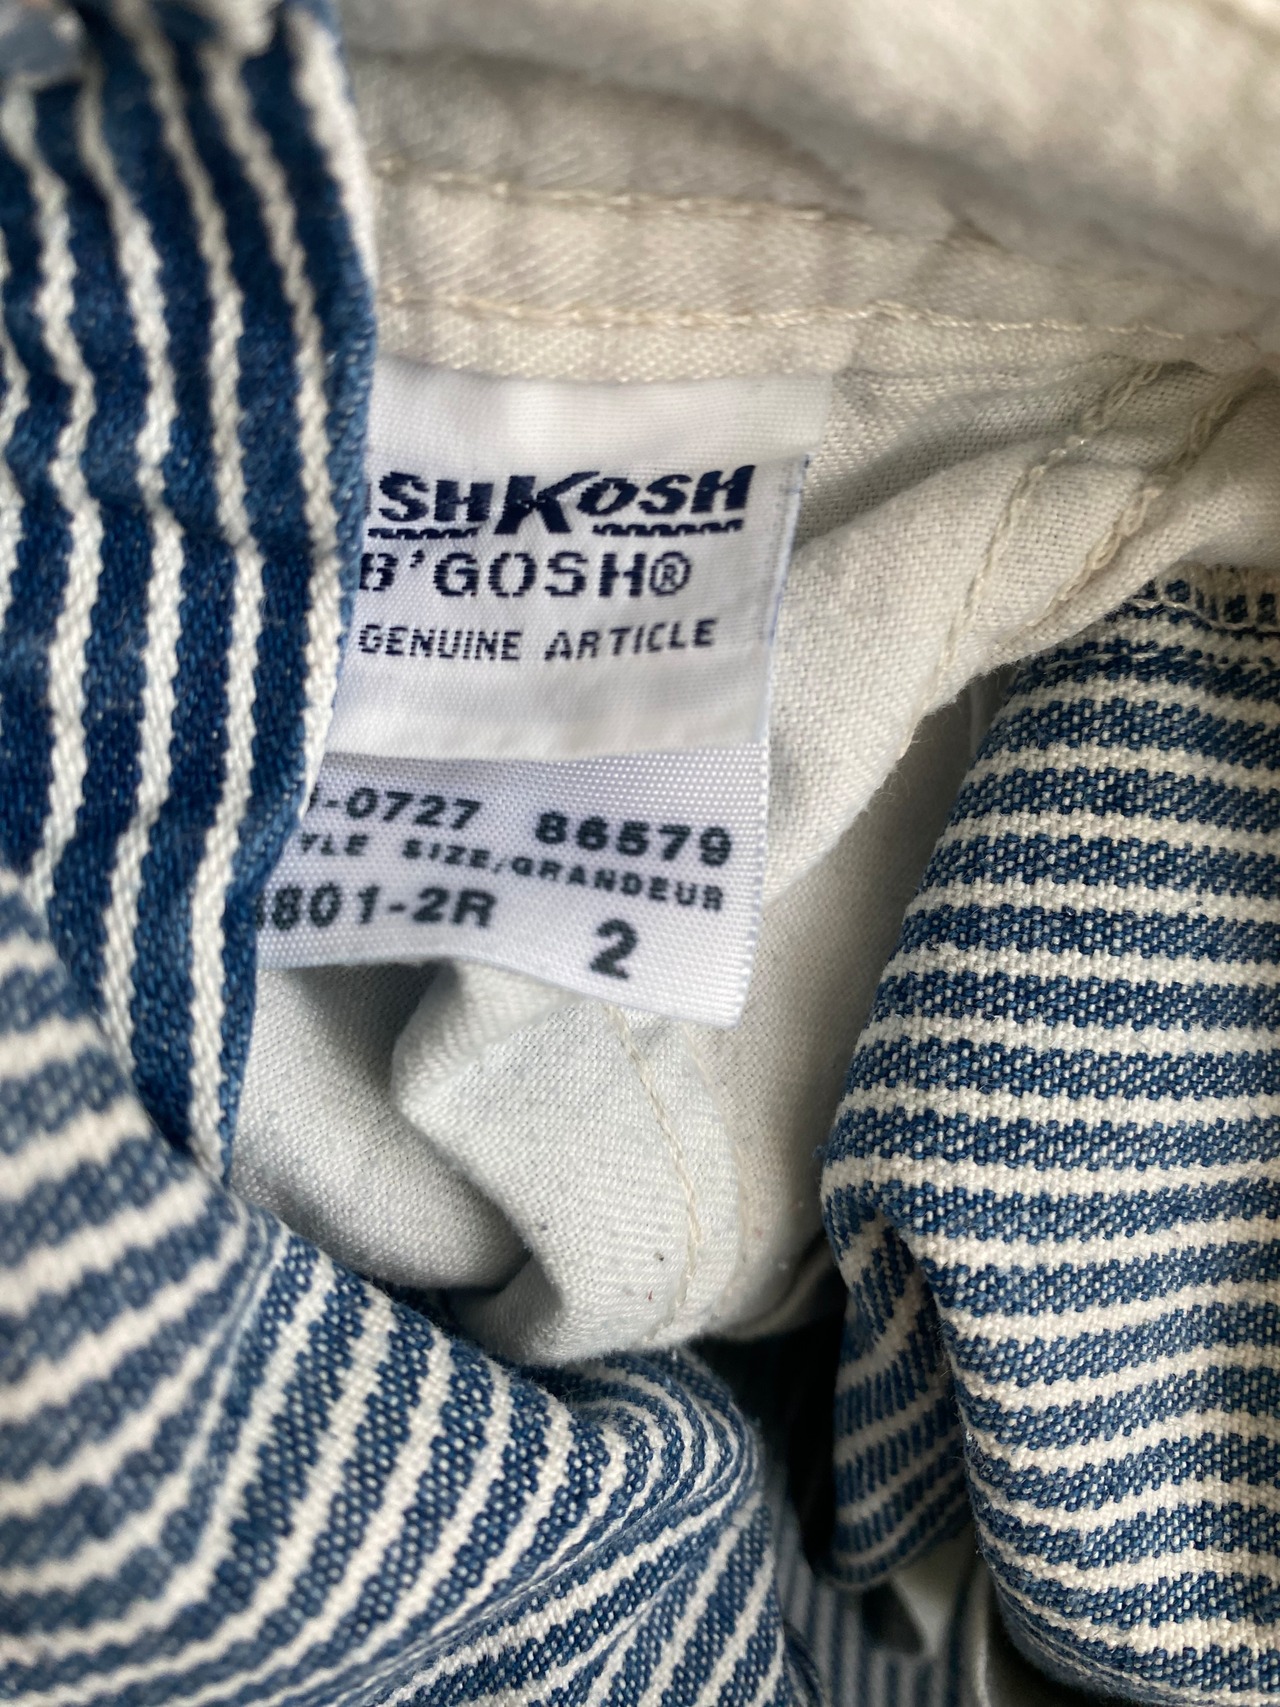 SHKOSH
B'GOSH®
GENUINE ARTICLE
-0727 86579
YLE SIZE/GRANDEUR
801-2R 2